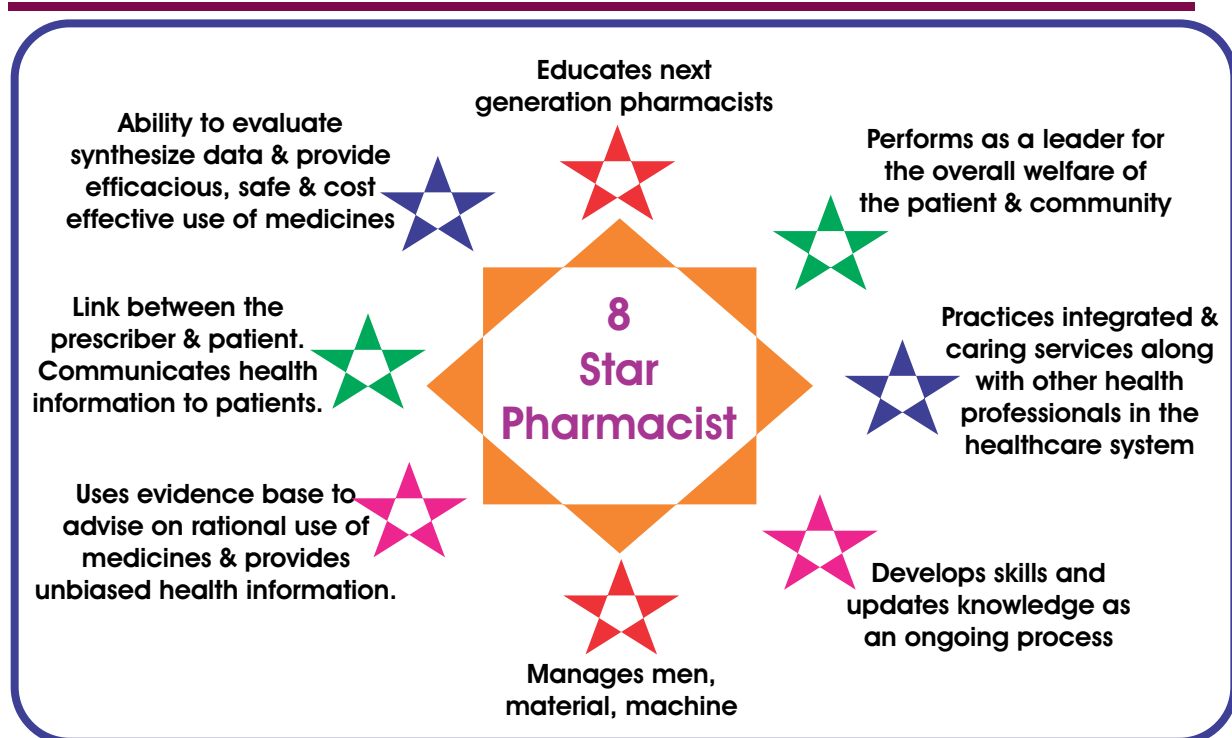 Educates next
generation pharmacists
Ability to evaluate
synthesize data & provide
efficacious, safe & cost
effective use of medicines
Performs as a leader for
the overall welfare of
the patient & community
8
Star
Pharmacist
Link between the
prescriber & patient.
Communicates health
information to patients.
Practices integrated &
caring services along
with other health
professionals in the
healthcare system
Uses evidence base to
advise on rational use of
medicines & provides
unbiased health information.
Develops skills and
updates knowledge as
an ongoing process
Manages men,
material, machine